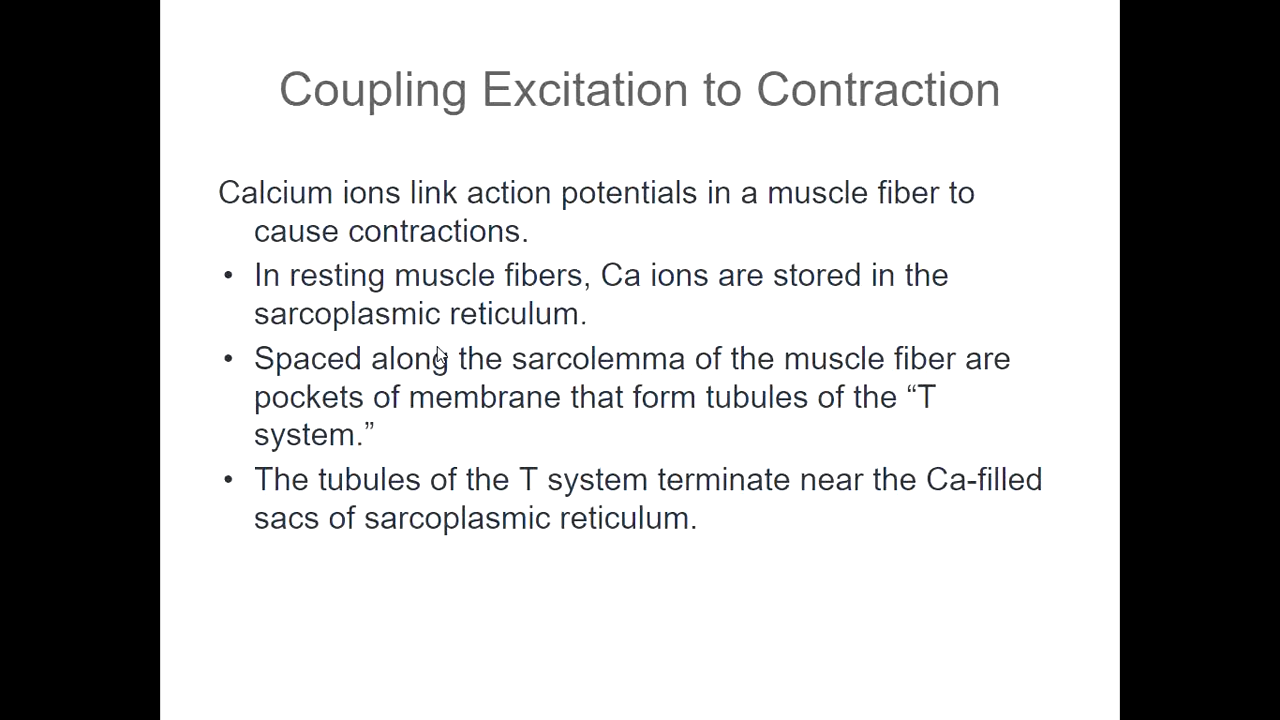 Coupling Excitation to Contraction
Calcium ions link action potentials in a muscle fiber to
cause contractions.
• In resting muscle fibers, Ca ions are stored in the
sarcoplasmic reticulum.
• Spaced along the sarcolemma of the muscle fiber are
pockets of membrane that form tubules of the “T
system.”
• The tubules of the T system terminate near the Ca-filled
sacs of sarcoplasmic reticulum.